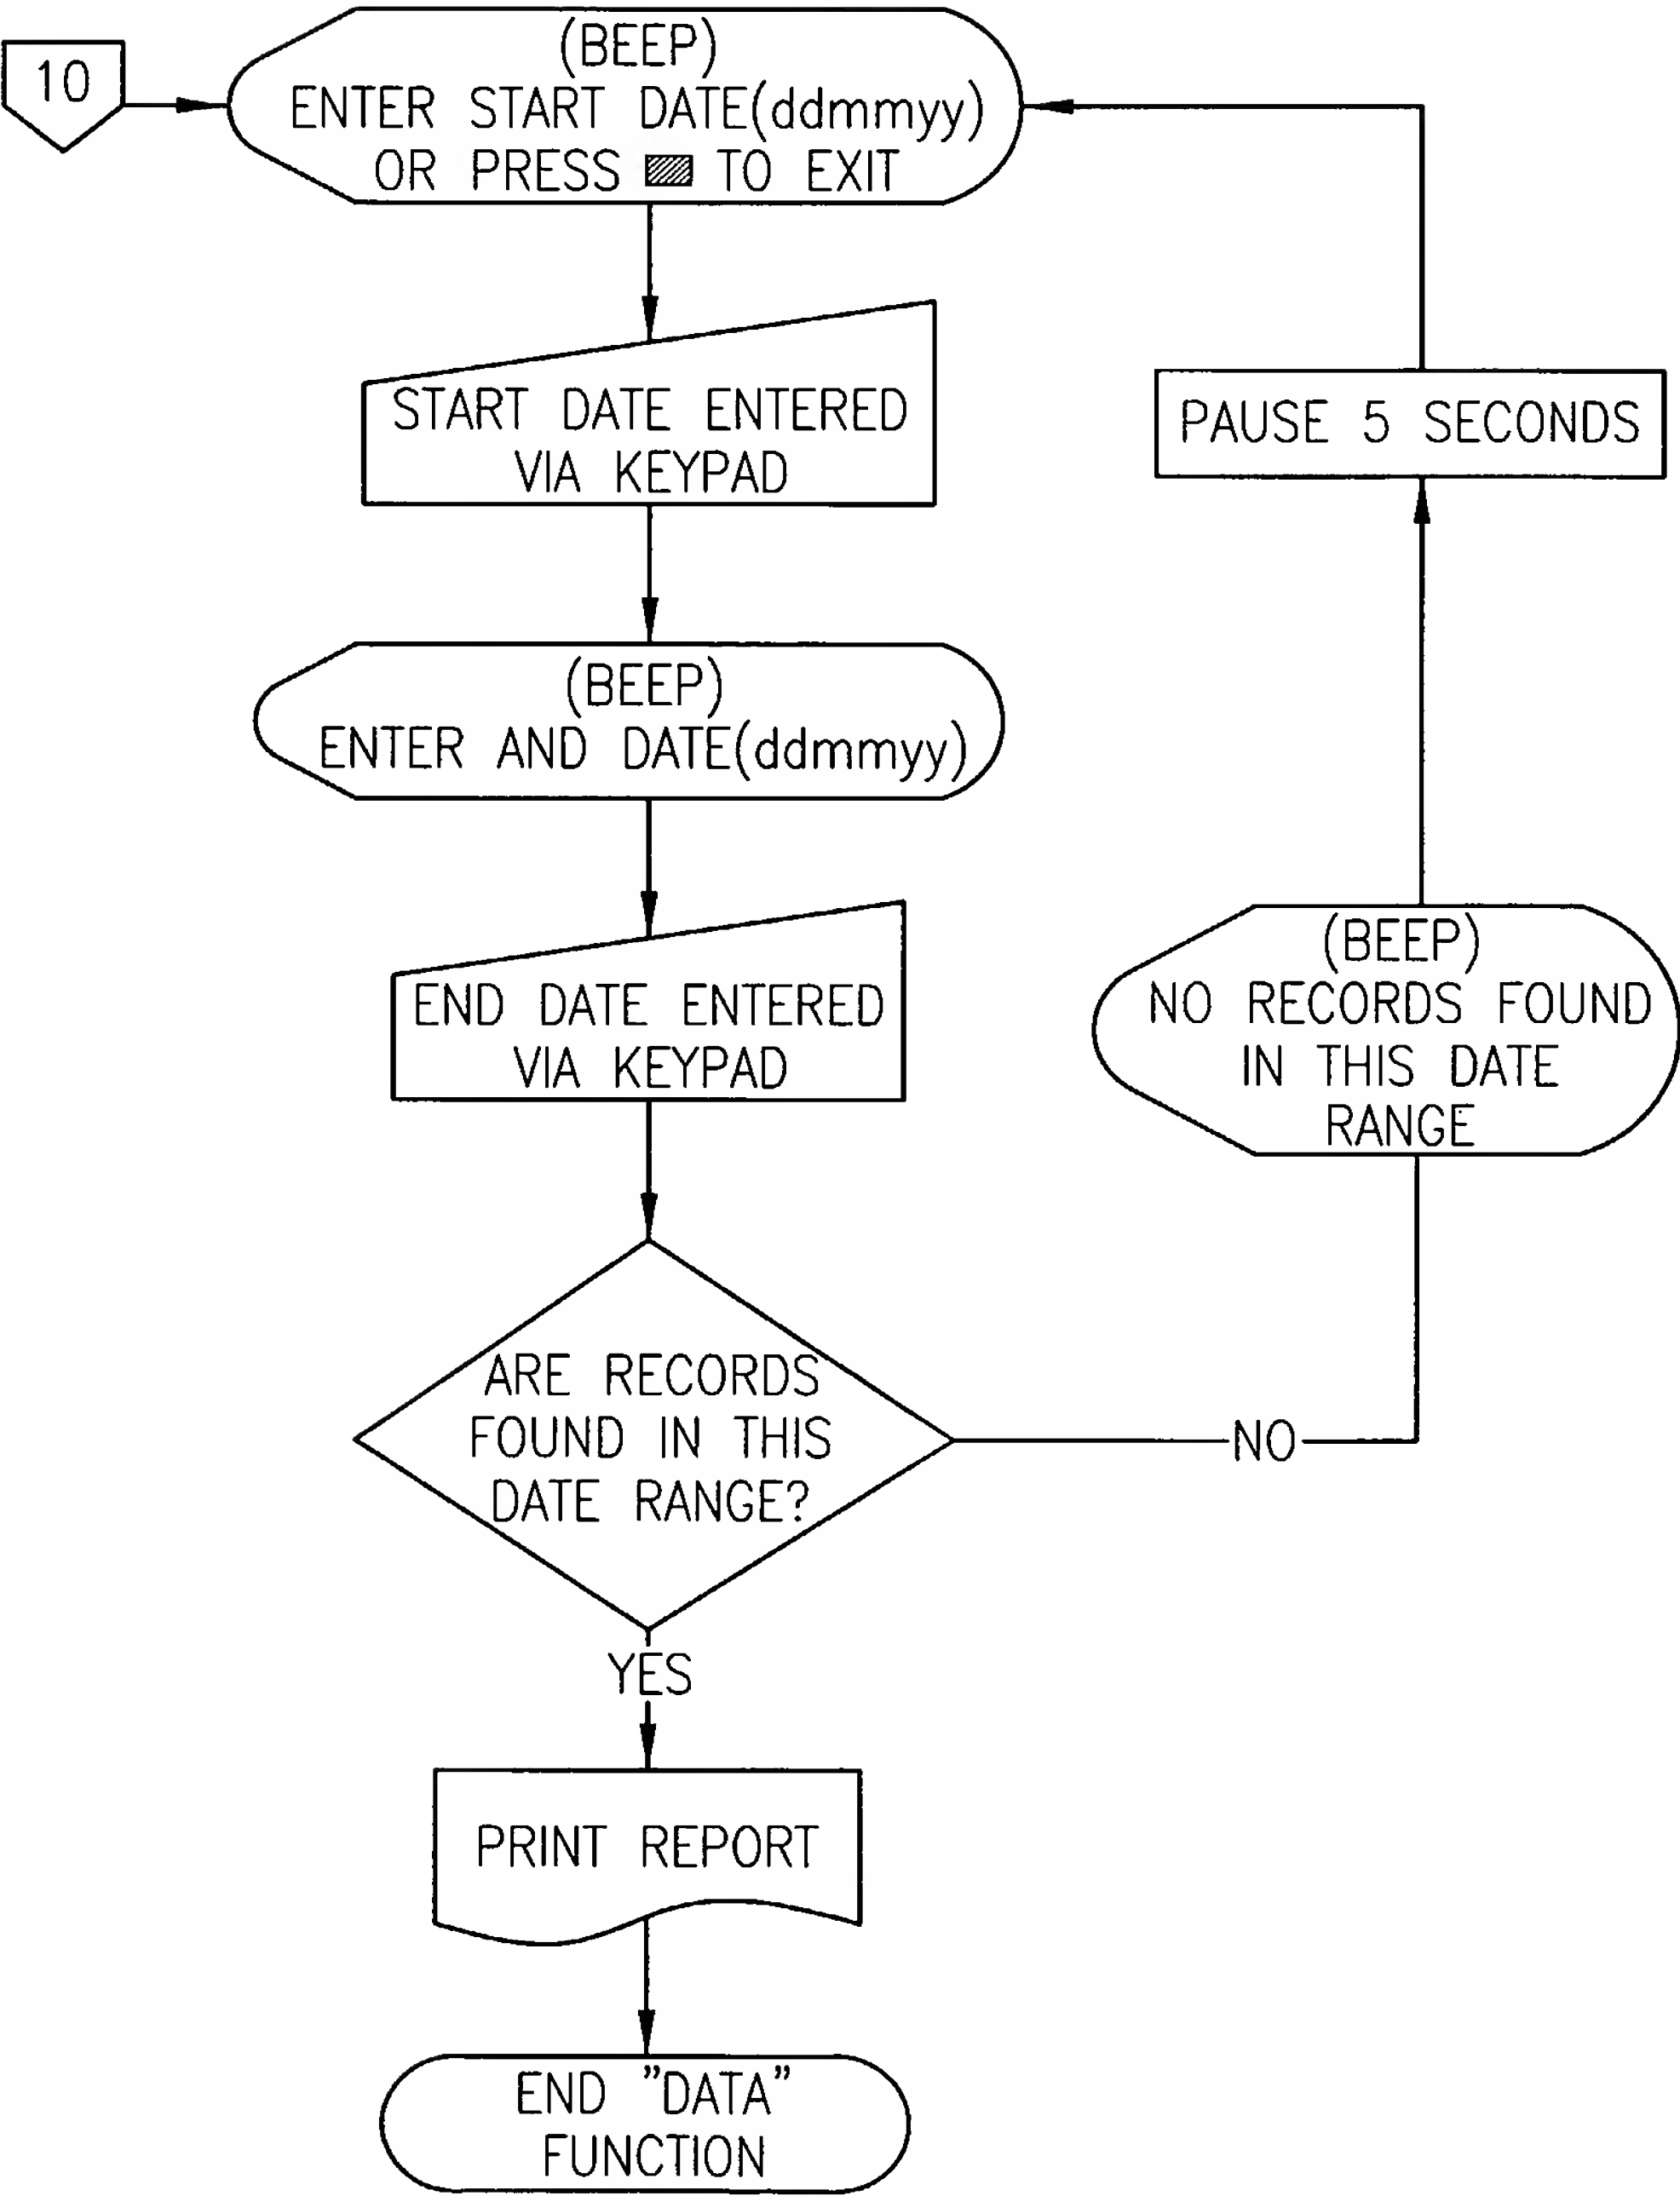 10
(BEEP)
ENTER START DATE(ddmmyy)
OR PRESS TO EXIT
START DATE ENTERED
VIA KEYPAD
PAUSE 5 SECONDS
(BEEP)
ENTER AND DATE(ddmmyy)
END DATE ENTERED
VIA KEYPAD
(BEEP)
NO RECORDS FOUND
IN THIS DATE
RANGE
ARE RECORDS
FOUND IN THIS
DATE RANGE?
NO
YES
PRINT REPORT
END "DATA"
FUNCTION